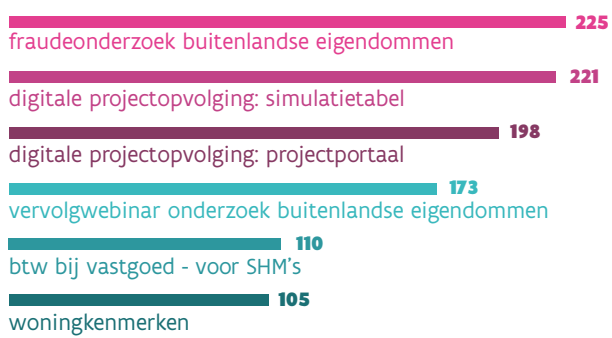 225
fraudeonderzoek buitenlandse eigendommen
221
digitale projectopvolging: simulatietabel
198
digitale projectopvolging: projectportaal
173
vervolgwebinar onderzoek buitenlandse eigendommen
110
btw bij vastgoed - voor SHM's
105
woningkenmerken